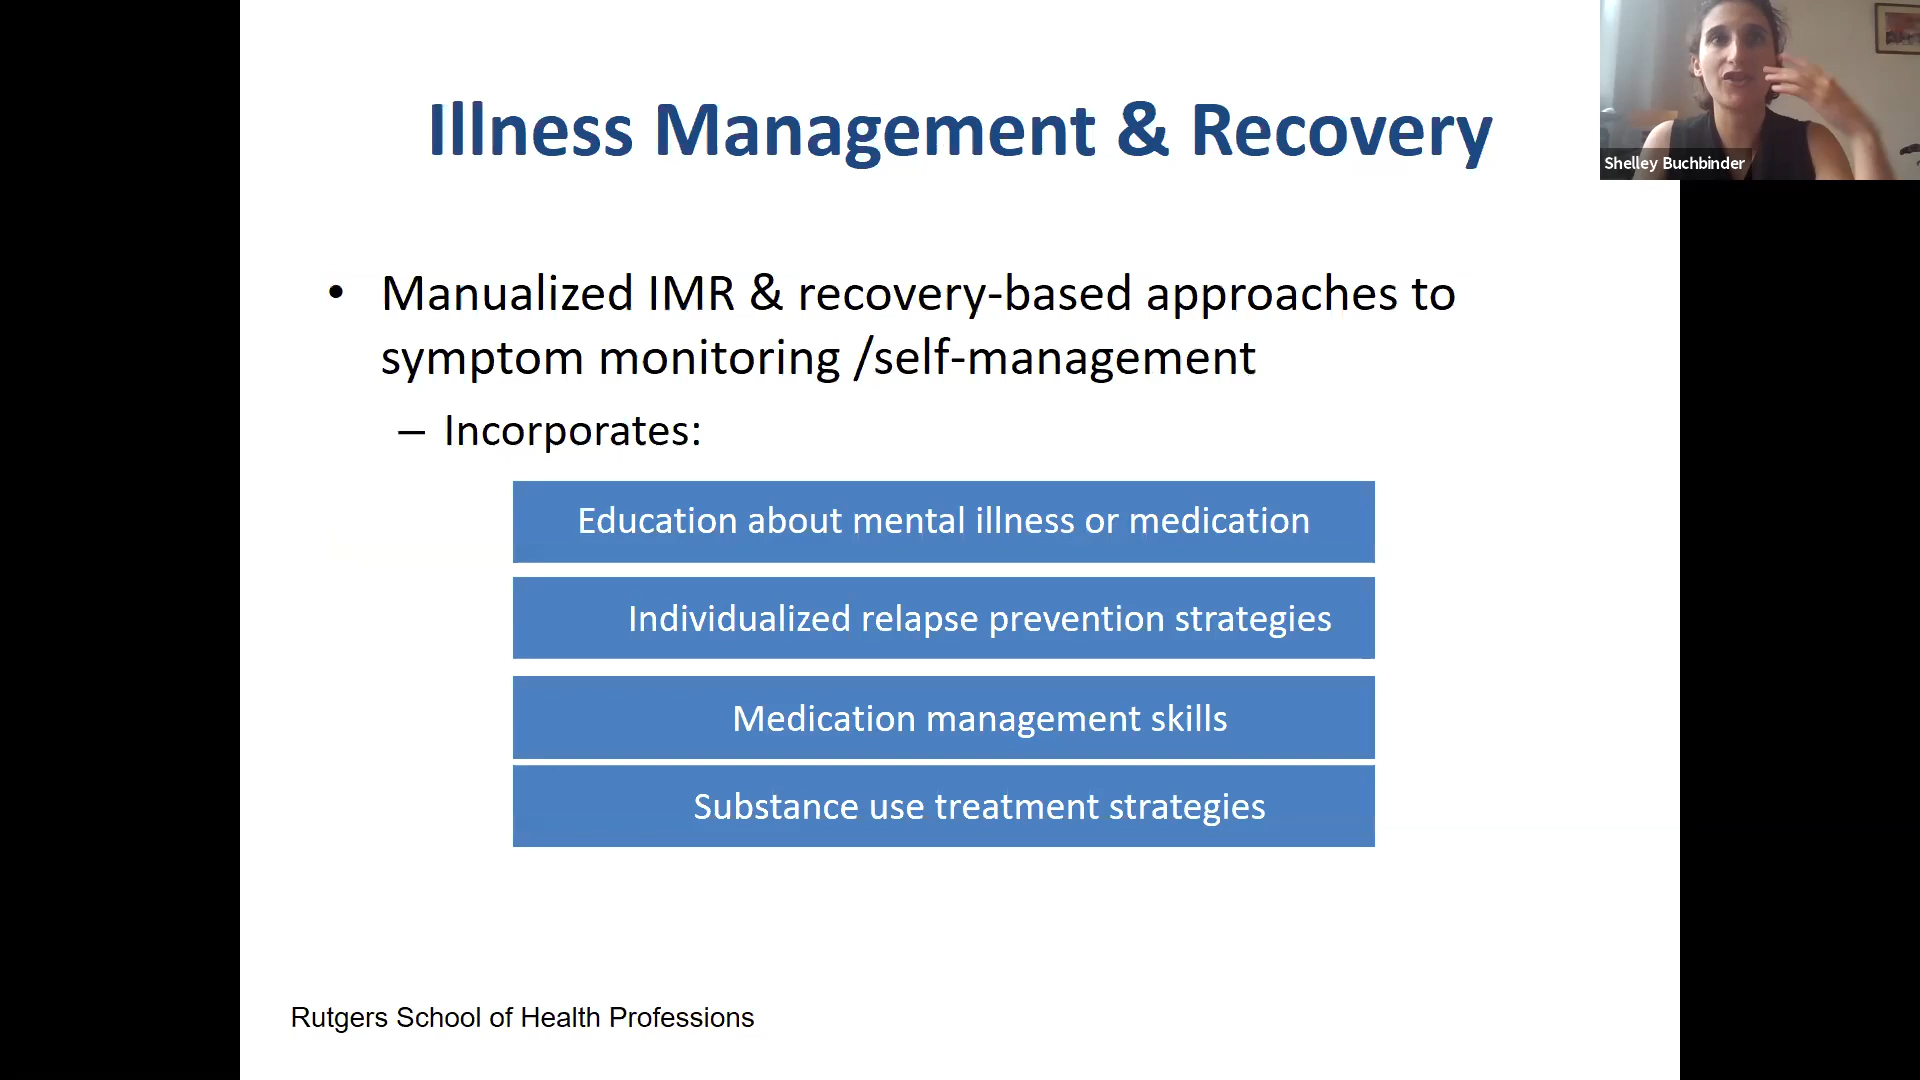 Illness Management & Recovery
Shelley Buchbinder
• Manualized IMR & recovery-based approaches to
symptom monitoring /self-management
– Incorporates:
Education about mental illness or medication
Individualized relapse prevention strategies
Medication management skills
Substance use treatment strategies
Rutgers School of Health Professions